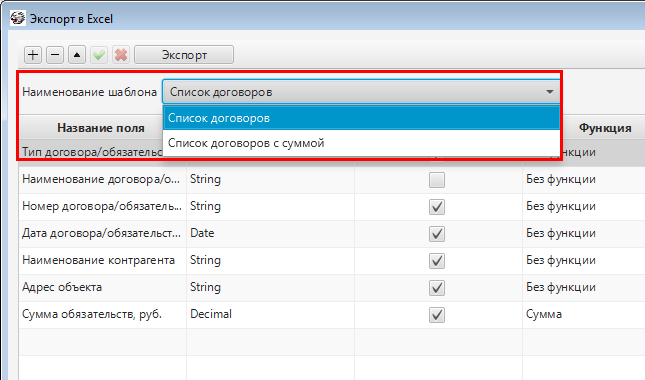 Экспорт в Excel
Экспорт
Наименование шаблона Список договоров
Список договоров
Список договоров с суммой
Название поля Функция
Тип договора/обязательс нкции
Наименование договора/о... String Без функции
Номер договора/обязатель... String Без функции
Дата договора/обязательст... Date Без функции
Наименование контрагента String Без функции
Адрес объекта String Без функции
Сумма обязательств, руб. Decimal Сумма